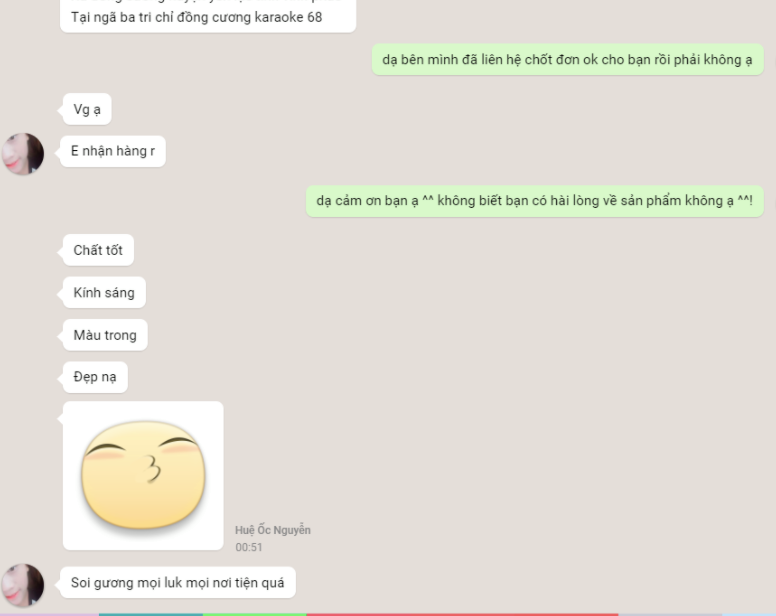 Tại ngã ba tri chỉ đồng cương karaoke 68
dạ bên mình đã liên hệ chốt đơn ok cho bạn rồi phải không ạ
Vg ạ
E nhận hàng r
dạ cảm ơn bạn ạ ^^ không biết bạn có hài lòng về sản phẩm không ạ ^^!
Chất tốt
Kính sáng
Màu trong
Đẹp nạ
Huệ Ốc Nguyễn
00:51
Soi gương mọi luk mọi nơi tiện quá